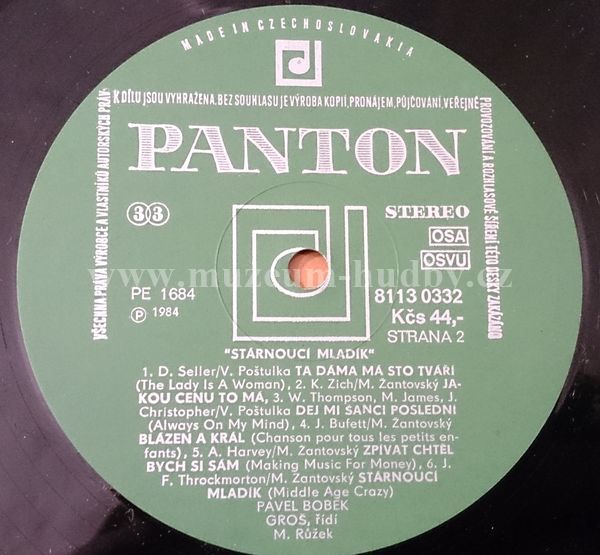 MADE IN CZECHOSLOVAKIA
VŠECHNA PRÁVA VÝROBCE A VLASTNÍKŮ AUTORSKÝCH PRÁV
K DÍLU JSOU VYHRAŽENA. BEZ SOUHLASU JE VÝROBA KOPIÍ, PRONÁJEM, PŮJČOVÁNÍ, VEŘEJNÉ
PROVOZOVÁNÍ A ROZHLASOVÉ ŠÍŘENÍ TÉTO DESKY ZAKÁZÁNO
PANTON
33
STEREO
OSA
OSVU
www.muzeum-hudby.cz
PE 1684
℗ 1984
8113 0332
Kčs 44,-
STRANA 2
"STÁRNOUCÍ MLADÍK"
1. D. Seller/V. Poštulka TA DÁMA MÁ STO TVÁŘÍ
(The Lady Is A Woman), 2. K. Zich/M. Žantovský JA-
KOU CENU TO MÁ, 3. W. Thompson, M. James, J.
Christopher/V. Poštulka DEJ MI ŠANCI POSLEDNÍ
(Always On My Mind) 4. J. Bufett/M. Žantovský
BLÁZEN A KRÁL (Chanson pour tous les petits en-
fants), 5. A. Harvey/M. Žantovský ZPÍVAT CHTĚL
BYCH SI SÁM (Making Music For Money) 6. J.
F. Throckmorton/M. Žantovský STÁRNOUCÍ
MLADÍK (Middle Age Crazy)
PAVEL BOBEK
GROŠ, řídí
M. Růžek